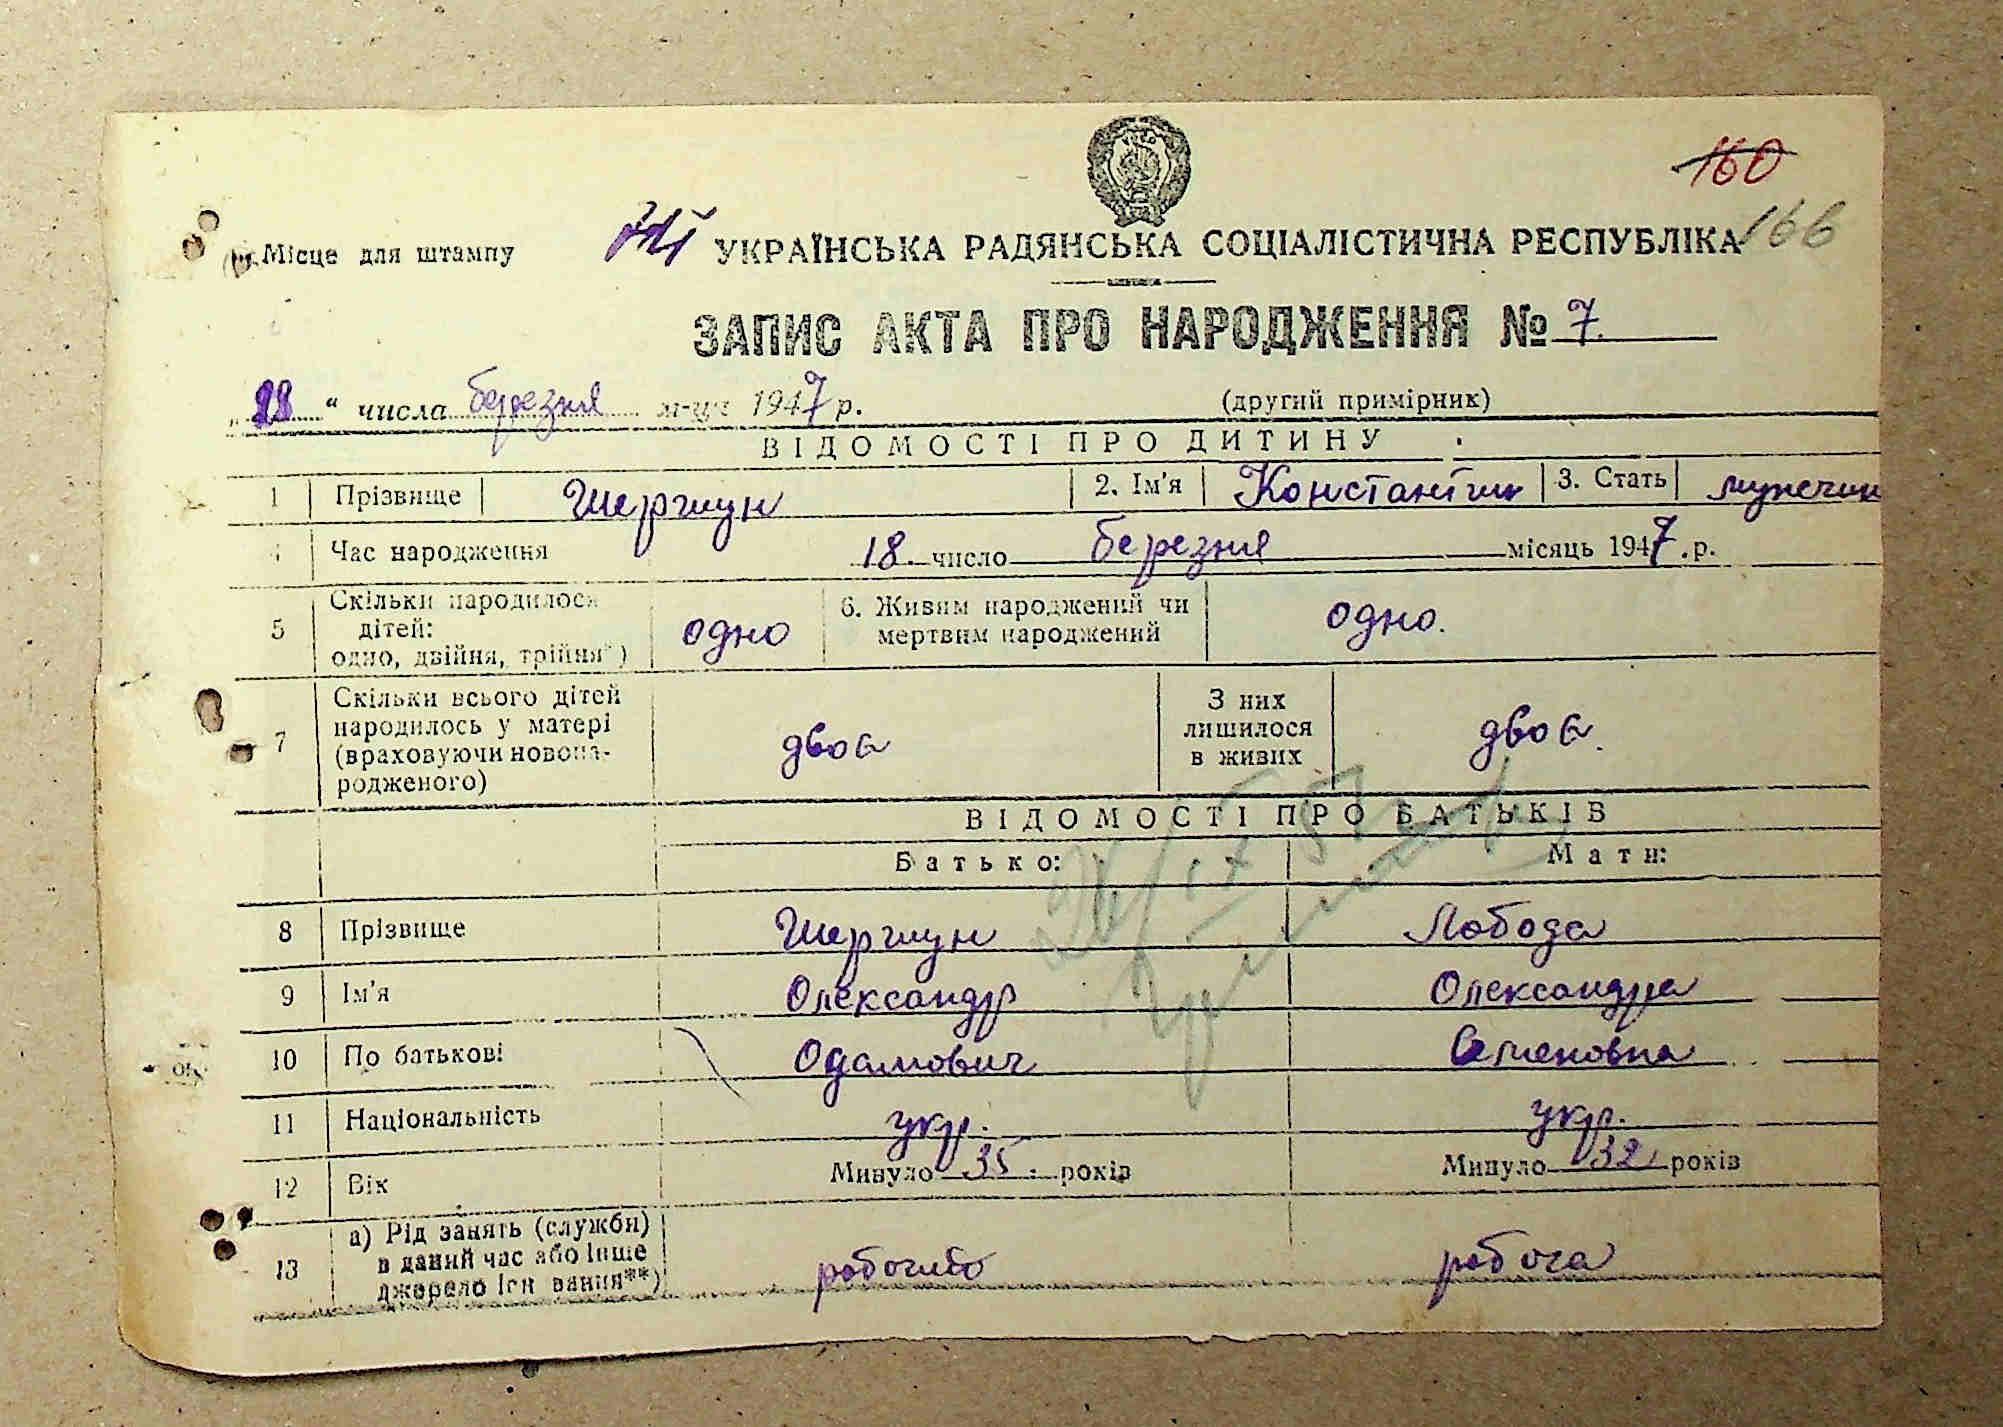 160
Місце для штампу УКРАЇНСЬКА РАДЯНСЬКА СОЦІАЛІСТИЧНА РЕСПУБЛІКА 166
ЗАПИС АКТА ПРО НАРОДЖЕННЯ № 7.
„ 28 “ числа березня м-ця 1947 р. (другий примірник)
ВІДОМОСТІ ПРО ДИТИНУ
1 Прізвище Шершун 2. Ім'я Константин 3. Стать мужчин
4 Час народження 18. число березня місяць 1947.р.
5 Скільки народилося дітей: одно, двійня, трійня*) одно 6. Живим народжений чи мертвим народжений одно.
7 Скільки всього дітей народилось у матері (враховуючи новонародженого) двоє З них лишилося в живих двоє.
ВІДОМОСТІ ПРО БАТЬКІВ
Батько: Мати:
8 Прізвище Шершун Лобода
9 Ім'я Олександр Олександра
10 По батькові Одамович Семеновна
11 Національність укр. укр.
12 Вік Минуло 35. років Минуло 32 років
13 а) Рід занять (служби) в даний час або інше джерело існування**) робочий робоча